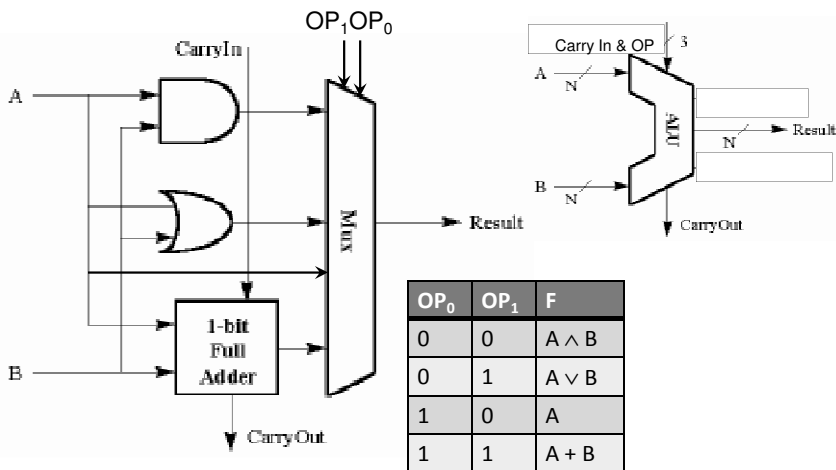 OP₁OP₀
CarryIn
A
B
Mux
Result
1-bit
Full
Adder
CarryOut
Carry In & OP
3
A
N
B
N
ALU
N
Result
CarryOut
OP₀ OP₁ F
0 0 A ∧ B
0 1 A ∨ B
1 0 A
1 1 A + B